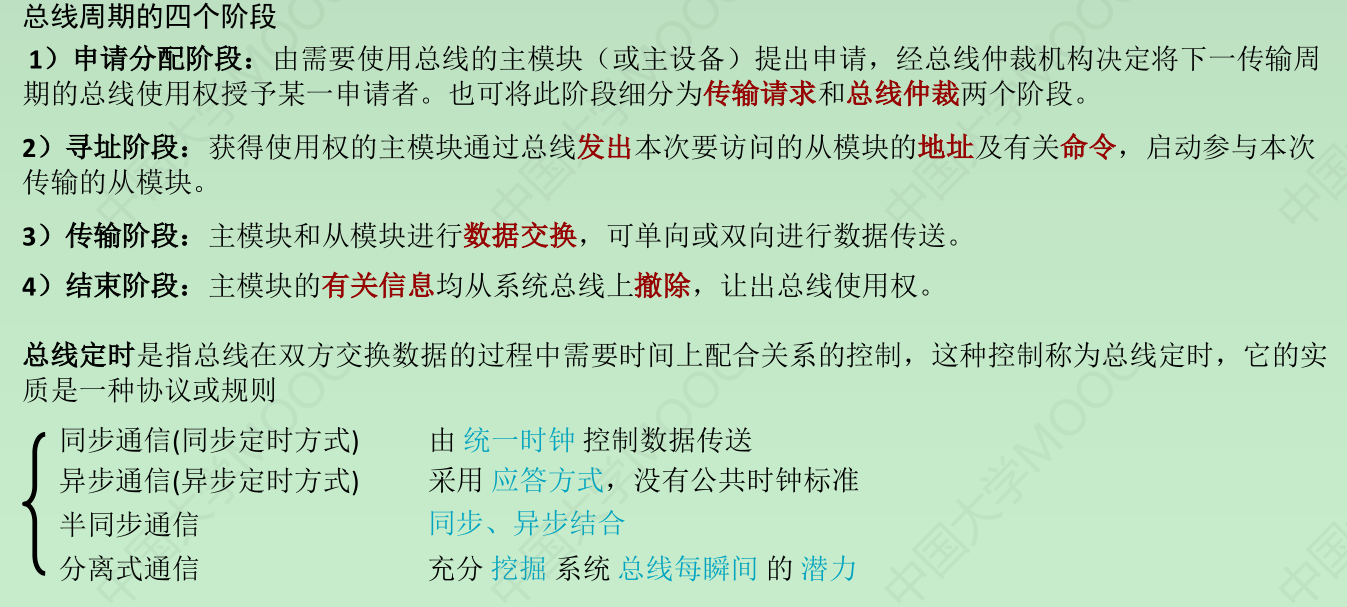 总线周期的四个阶段
1）申请分配阶段：由需要使用总线的主模块（或主设备）提出申请，经总线仲裁机构决定将下一传输周
期的总线使用权授予某一申请者。也可将此阶段细分为传输请求和总线仲裁两个阶段。
2）寻址阶段：获得使用权的主模块通过总线发出本次要访问的从模块的地址及有关命令，启动参与本次
传输的从模块。
3）传输阶段：主模块和从模块进行数据交换，可单向或双向进行数据传送。
4）结束阶段：主模块的有关信息均从系统总线上撤除，让出总线使用权。
总线定时是指总线在双方交换数据的过程中需要时间上配合关系的控制，这种控制称为总线定时，它的实
质是一种协议或规则
同步通信(同步定时方式) 由 统一时钟 控制数据传送
异步通信(异步定时方式) 采用 应答方式，没有公共时钟标准
半同步通信 同步、异步结合
分离式通信 充分 挖掘 系统 总线每瞬间 的 潜力
中国大学MOOC